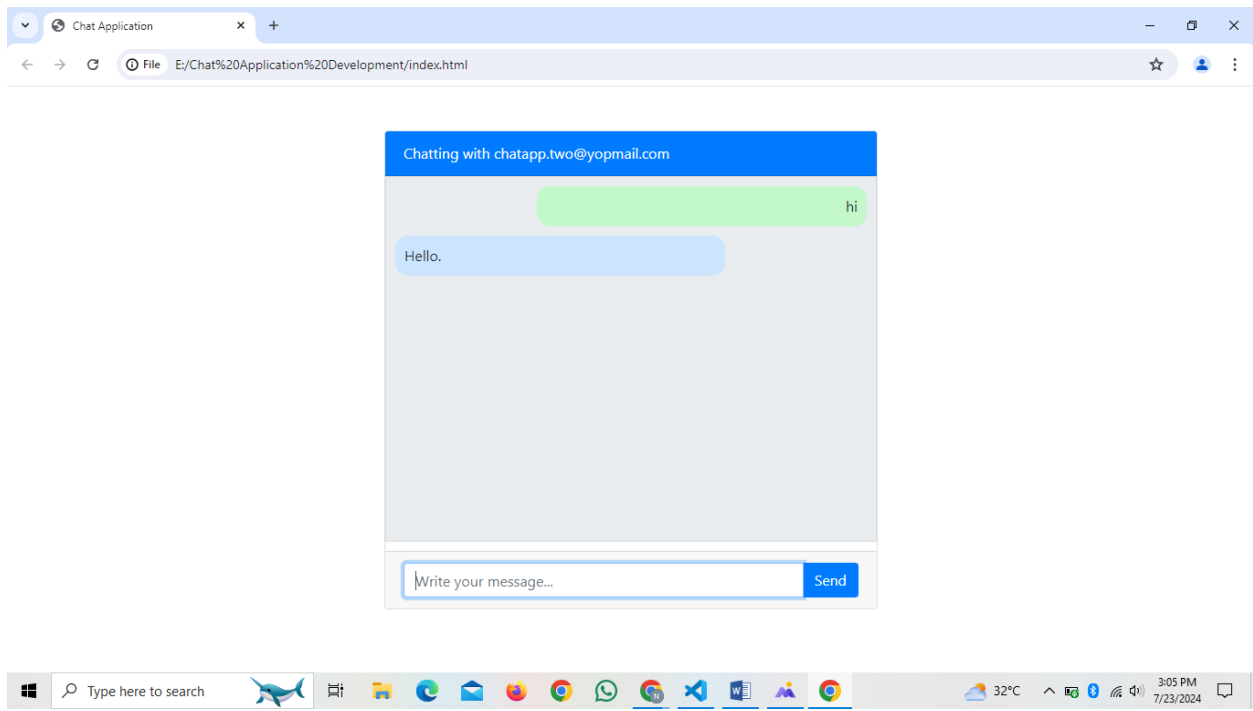 Chat Application
File E:/Chat%20Application%20Development/index.html
Chatting with chatapp.two@yopmail.com
hi
Hello.
Write your message...
Send
Type here to search
32°C
3:05 PM
7/23/2024